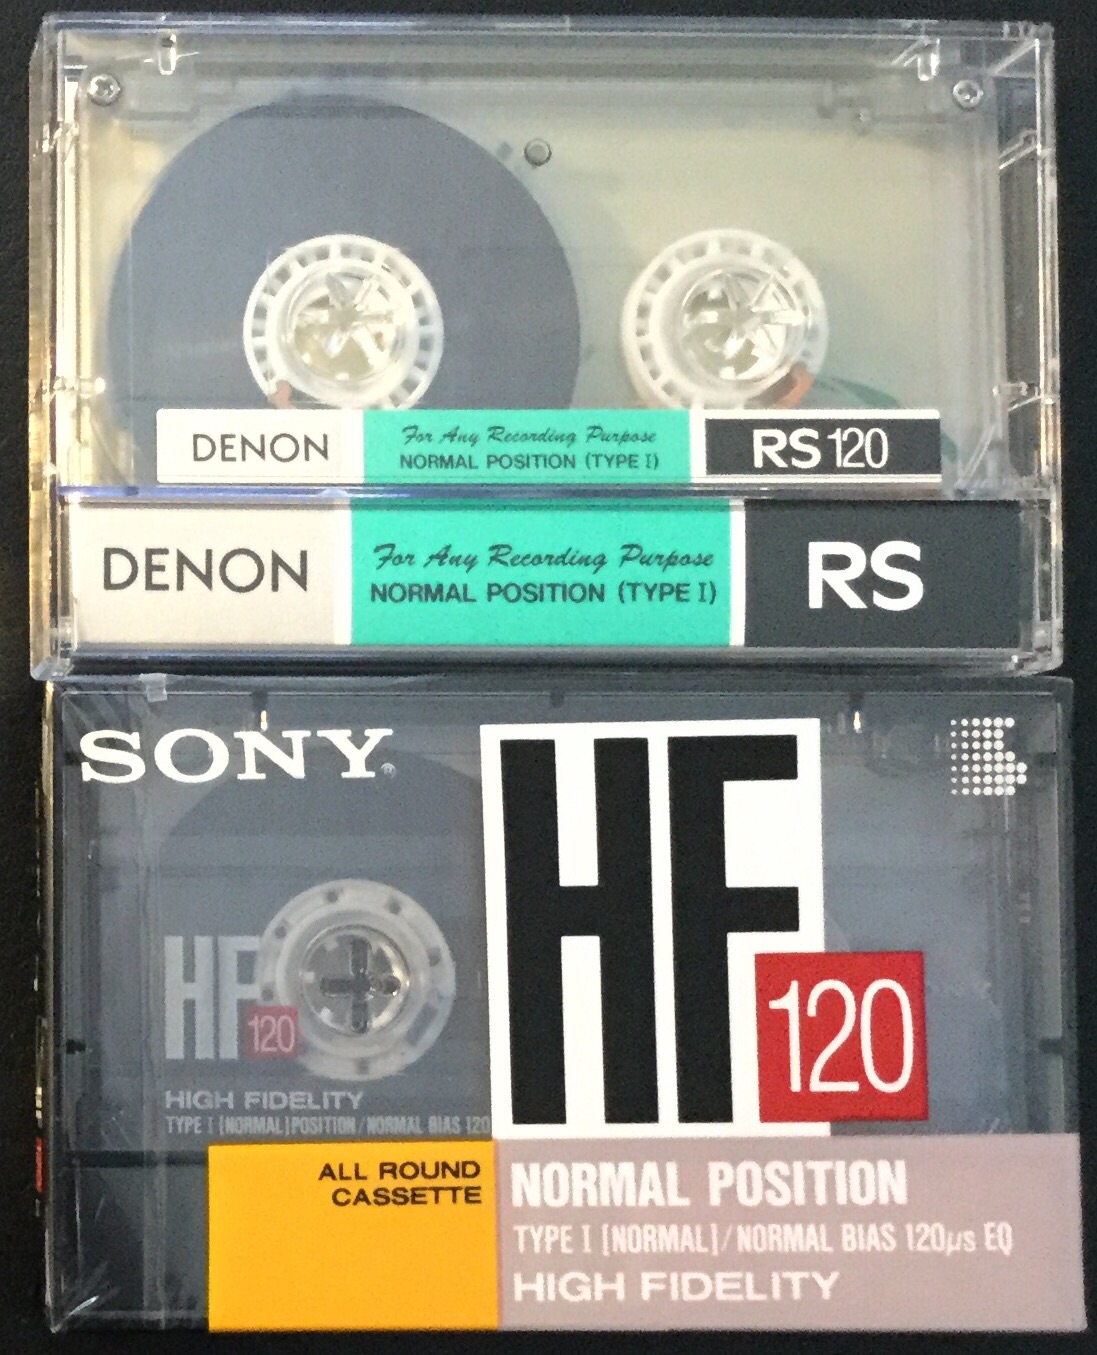 DENON
For Any Recording Purpose
NORMAL POSITION (TYPE I)
RS 120
DENON
For Any Recording Purpose
NORMAL POSITION (TYPE I)
RS
SONY®
HF
120
HF
120
HIGH FIDELITY
TYPE I [NORMAL]POSITION/NORMAL BIAS 120
ALL ROUND
CASSETTE
NORMAL POSITION
TYPE I [NORMAL]/NORMAL BIAS 120μs EQ
HIGH FIDELITY